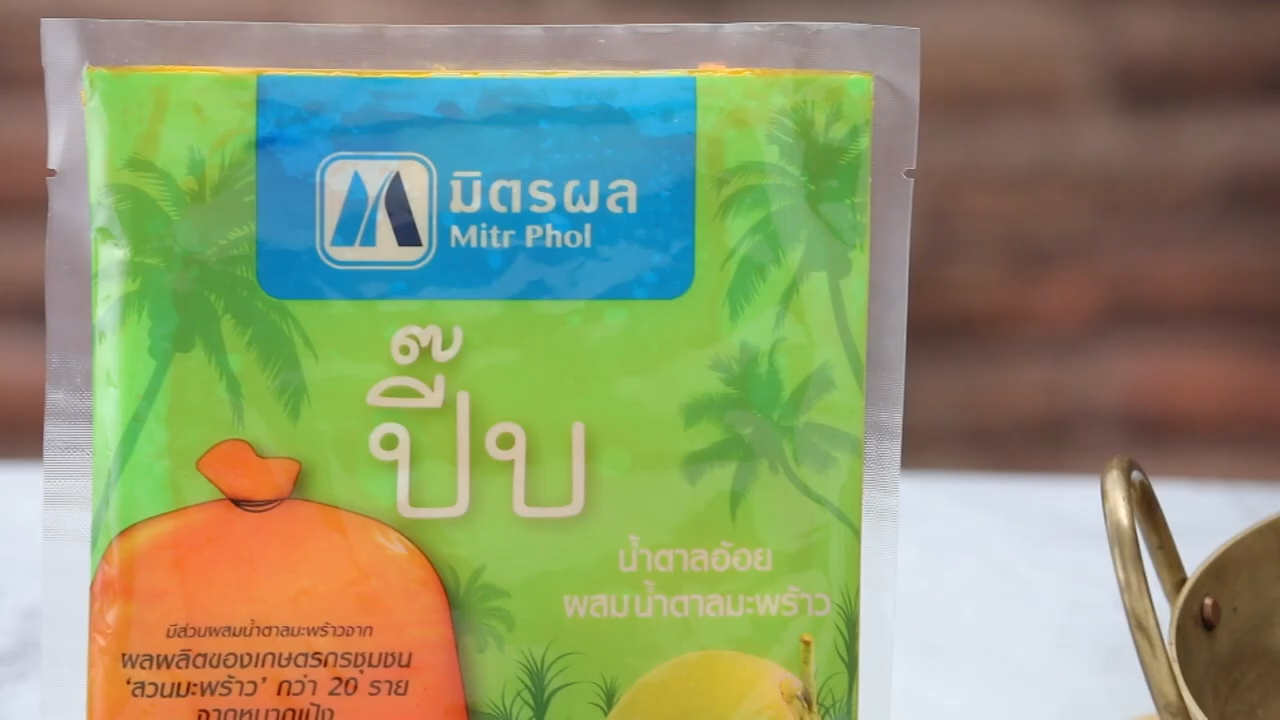 มิตรผล
Mitr Phol
ปี๊บ
น้ำตาลอ้อย
ผสมน้ำตาลมะพร้าว
มีส่วนผสมน้ำตาลมะพร้าวจาก
ผลผลิตของเกษตรกรชุมชน
‘สวนมะพร้าว’ กว่า 20 ราย